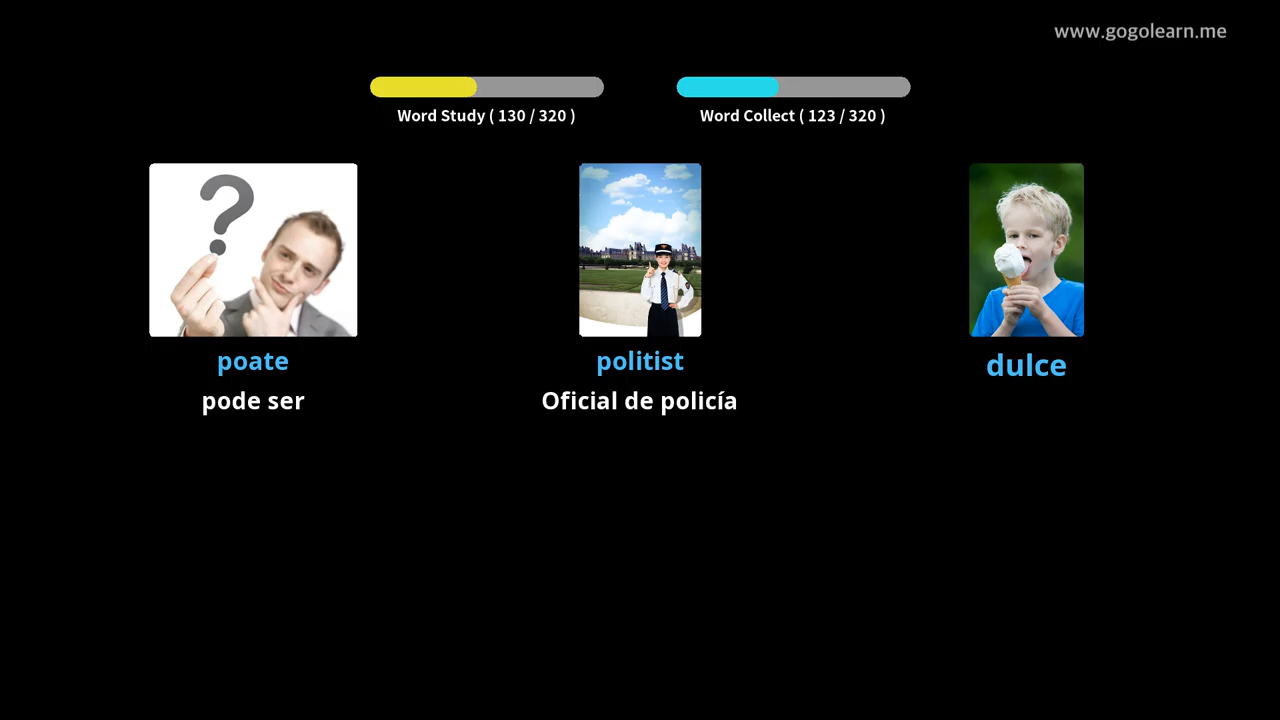 www.gogolearn.me
Word Study ( 130 / 320 )
Word Collect ( 123 / 320 )
poate
politist
dulce
pode ser
Oficial de policía